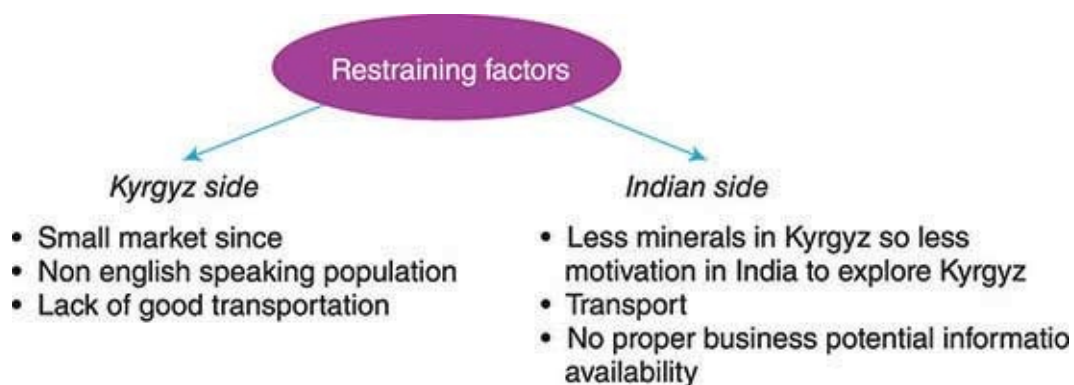 Restraining factors
Kyrgyz side
• Small market since
• Non english speaking population
• Lack of good transportation
Indian side
• Less minerals in Kyrgyz so less
motivation in India to explore Kyrgyz
• Transport
• No proper business potential informatio
availability